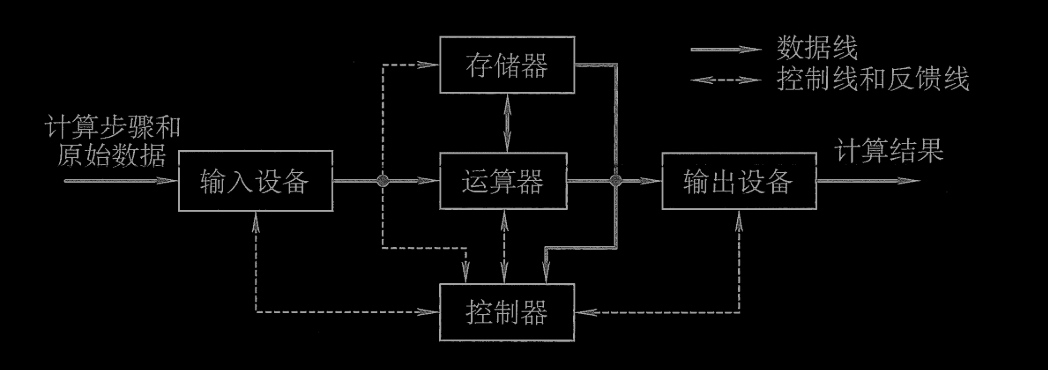 存储器
数据线
控制线和反馈线
计算步骤和
原始数据
输入设备
运算器
输出设备
计算结果
控制器